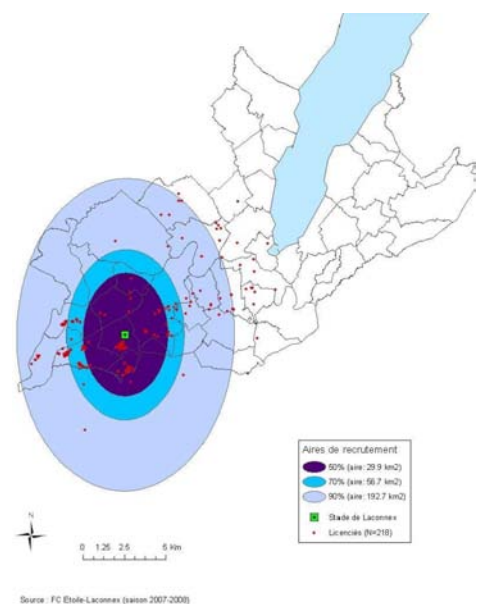 Aires de recrutement
50% (aire: 29.9 km2)
70% (aire: 56.7 km2)
90% (aire: 192.7 km2)
Stade de Laconnex
Licenciés (N=218)
N
0 1.25 2.5 5 Km
Source : FC Etoile-Laconnex (saison 2007-2008)